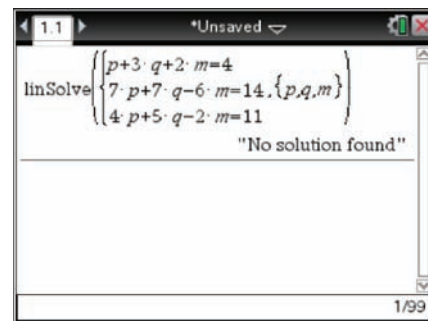 1.1 *Unsaved
linSolve({p+3·q+2·m=4
7·p+7·q-6·m=14,{p,q,m})
4·p+5·q-2·m=11
"No solution found"
1/99